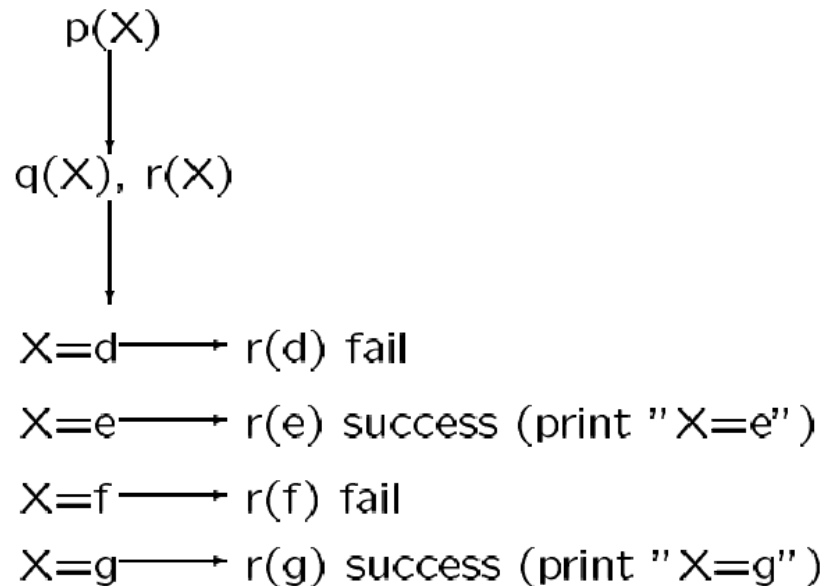 p(X)
q(X), r(X)
X=d r(d) fail
X=e r(e) success (print "X=e")
X=f r(f) fail
X=g r(g) success (print "X=g")